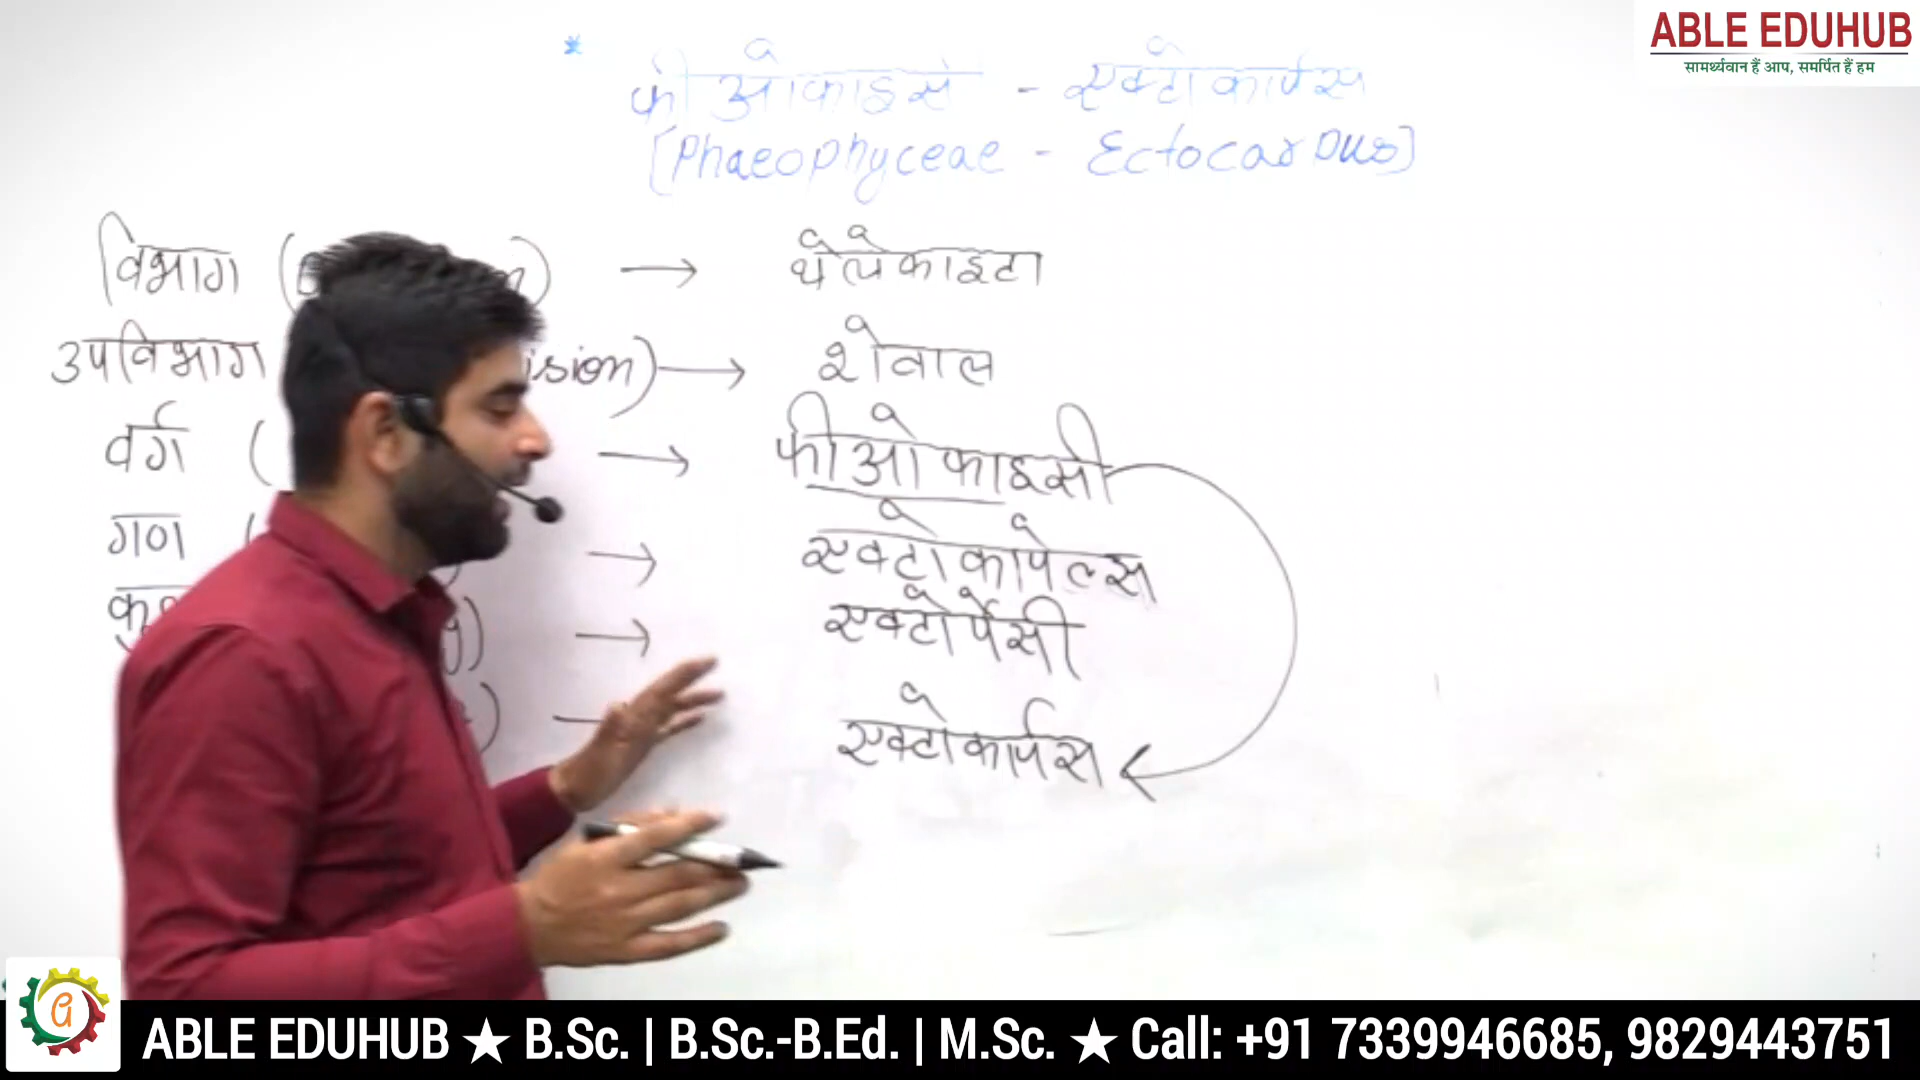 ABLE EDUHUB
सामर्थ्यवान हैं आप, समर्पित हैं हम
* फीओफाइसे - एक्टोकार्पस
[Phaeophyceae - Ectocarpus]
विभाग ( → थैलेफाइटा
उपविभाग ision) → शैवाल
वर्ग ( → फीओफाइसी
गण ( → एक्टोकार्पेल्स
→ एक्टोर्पेसी
एक्टोकार्पस
ABLE EDUHUB ★ B.Sc. | B.Sc.-B.Ed. | M.Sc. ★ Call: +91 7339946685, 9829443751